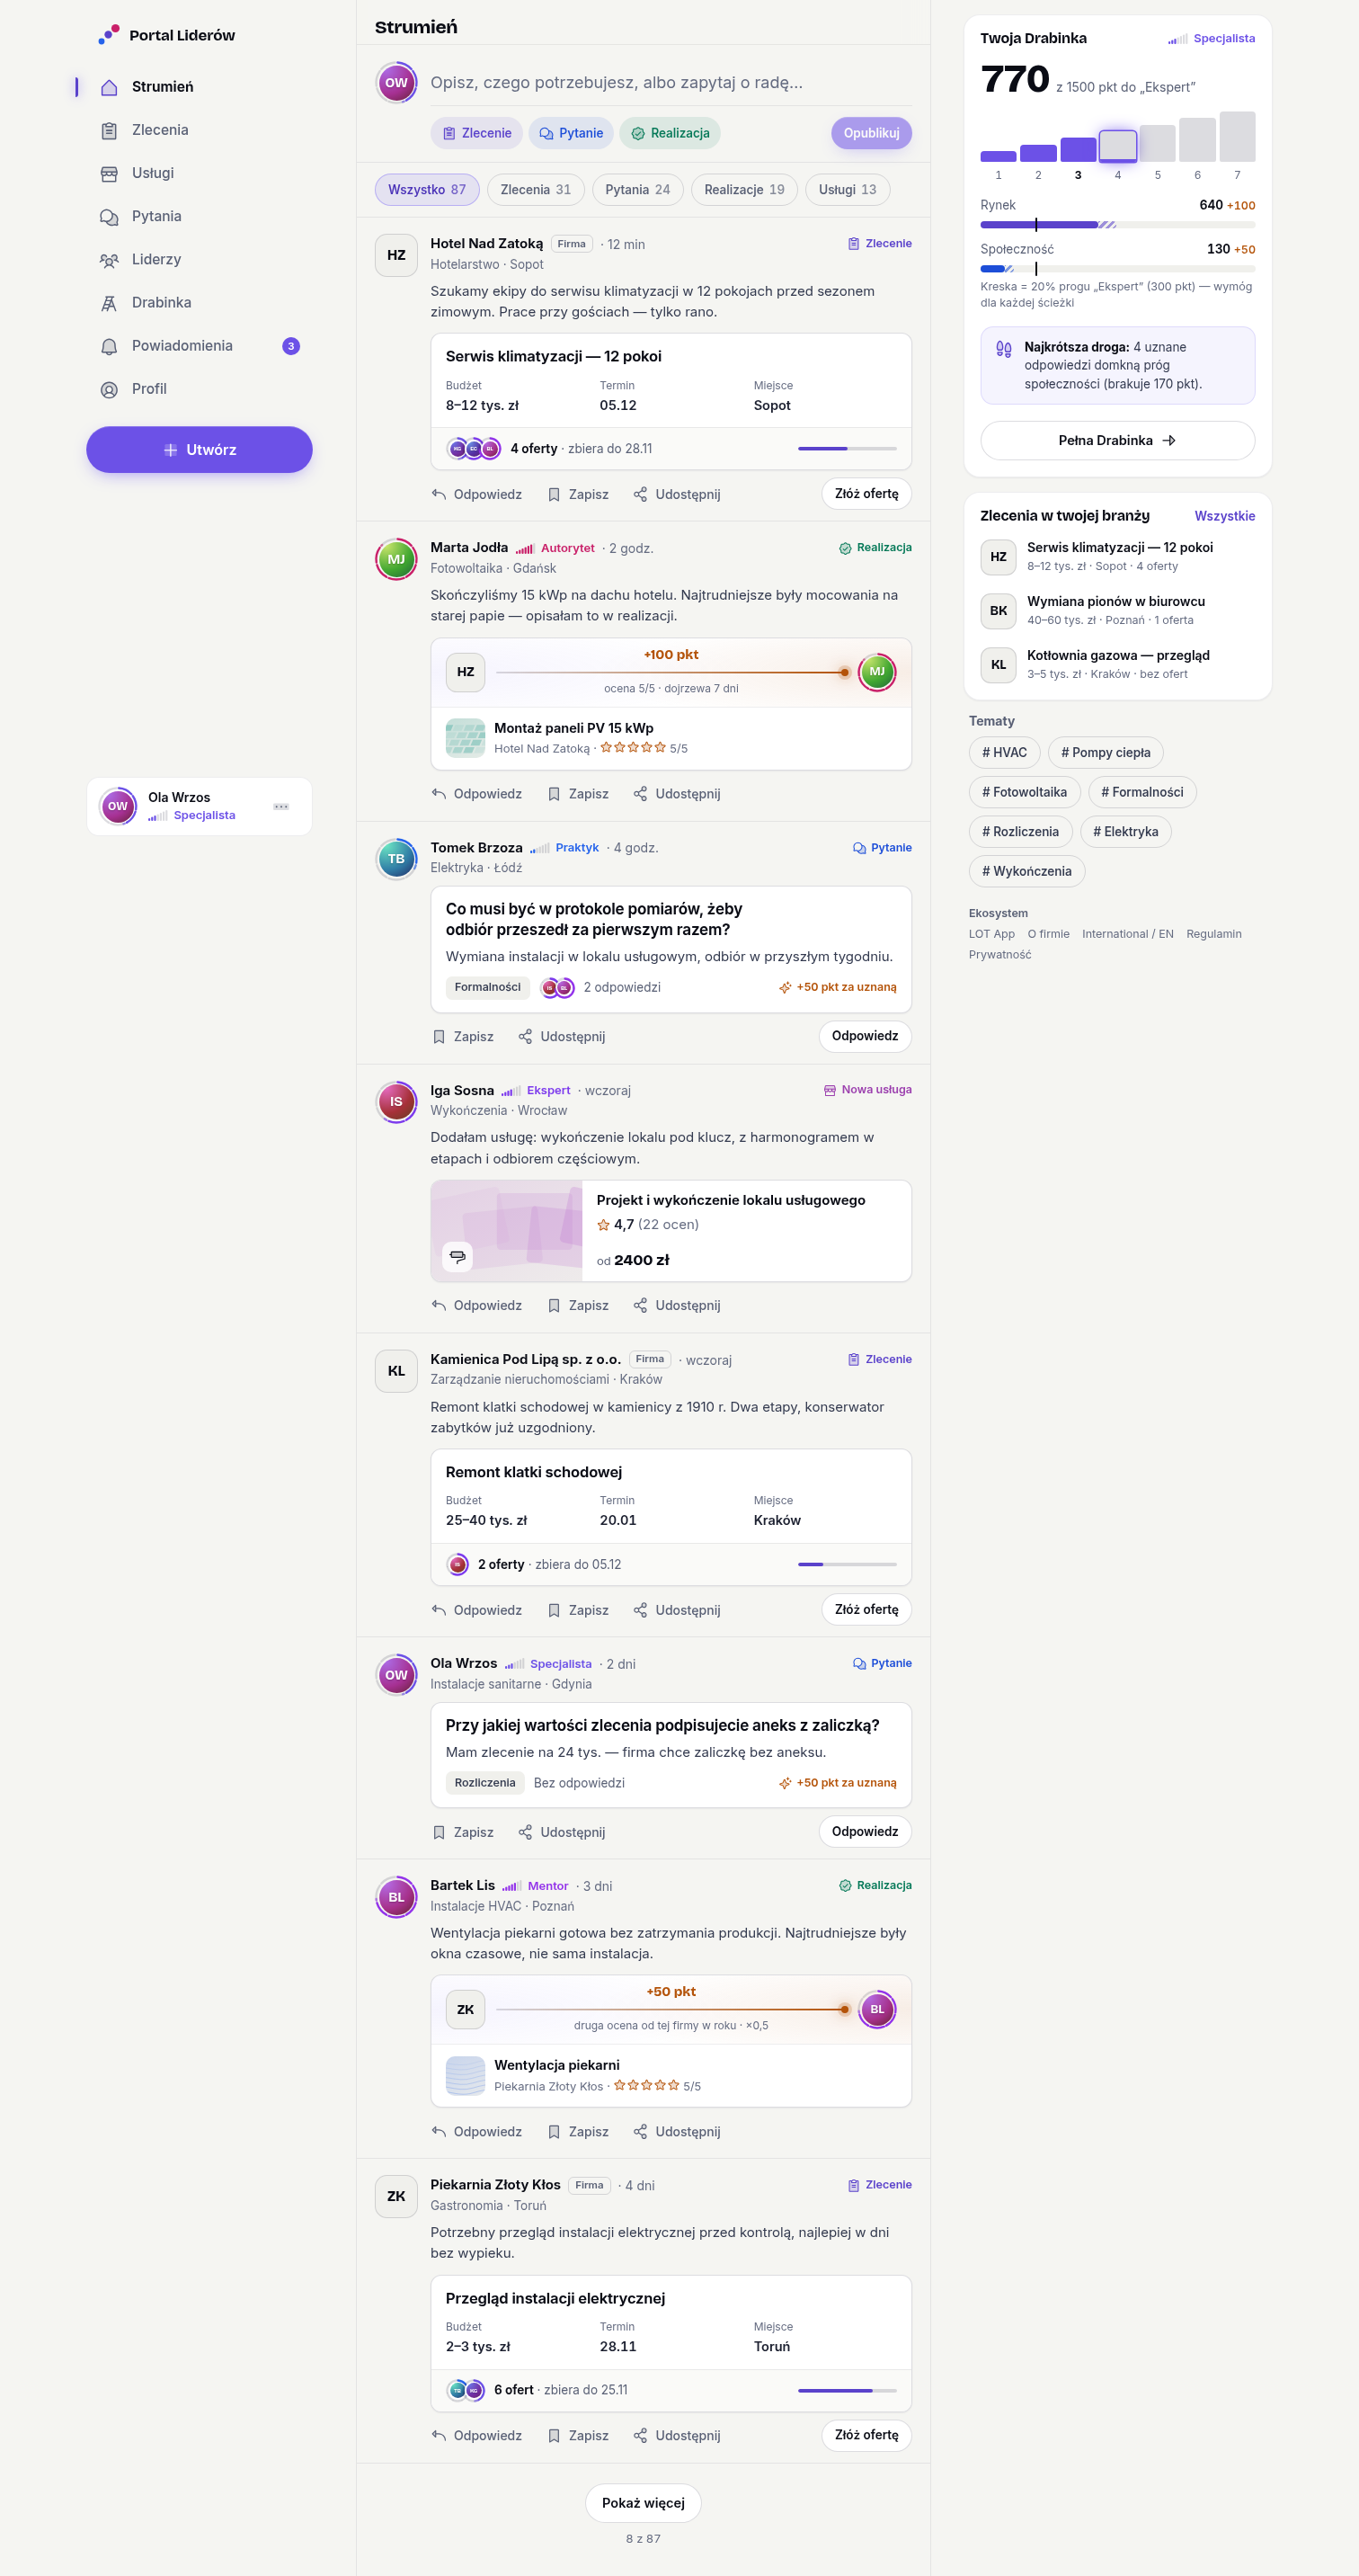 Portal Liderów
Strumień
Zlecenia
Usługi
Pytania
Liderzy
Drabinka
Powiadomienia 3
Profil
Utwórz
OW
Ola Wrzos
Specjalista
Strumień
OW
Opisz, czego potrzebujesz, albo zapytaj o radę...
Zlecenie Pytanie Realizacja Opublikuj
Wszystko 87 Zlecenia 31 Pytania 24 Realizacje 19 Usługi 13
HZ
Hotel Nad Zatoką Firma · 12 min Zlecenie
Hotelarstwo · Sopot
Szukamy ekipy do serwisu klimatyzacji w 12 pokojach przed sezonem
zimowym. Prace przy gościach — tylko rano.
Serwis klimatyzacji — 12 pokoi
Budżet Termin Miejsce
8–12 tys. zł 05.12 Sopot
4 oferty · zbiera do 28.11
Odpowiedz Zapisz Udostępnij Złóż ofertę
MJ
Marta Jodła Autorytet · 2 godz. Realizacja
Fotowoltaika · Gdańsk
Skończyliśmy 15 kWp na dachu hotelu. Najtrudniejsze były mocowania na
starej papie — opisałam to w realizacji.
+100 pkt
HZ MJ
ocena 5/5 · dojrzewa 7 dni
Montaż paneli PV 15 kWp
Hotel Nad Zatoką · 5/5
Odpowiedz Zapisz Udostępnij
TB
Tomek Brzoza Praktyk · 4 godz. Pytanie
Elektryka · Łódź
Co musi być w protokole pomiarów, żeby
odbiór przeszedł za pierwszym razem?
Wymiana instalacji w lokalu usługowym, odbiór w przyszłym tygodniu.
Formalności IS BL 2 odpowiedzi +50 pkt za uznaną
Zapisz Udostępnij Odpowiedz
IS
Iga Sosna Ekspert · wczoraj Nowa usługa
Wykończenia · Wrocław
Dodałam usługę: wykończenie lokalu pod klucz, z harmonogramem w
etapach i odbiorem częściowym.
Projekt i wykończenie lokalu usługowego
4,7 (22 ocen)
od 2400 zł
Odpowiedz Zapisz Udostępnij
KL
Kamienica Pod Lipą sp. z o.o. Firma · wczoraj Zlecenie
Zarządzanie nieruchomościami · Kraków
Remont klatki schodowej w kamienicy z 1910 r. Dwa etapy, konserwator
zabytków już uzgodniony.
Remont klatki schodowej
Budżet Termin Miejsce
25–40 tys. zł 20.01 Kraków
IS 2 oferty · zbiera do 05.12
Odpowiedz Zapisz Udostępnij Złóż ofertę
OW
Ola Wrzos Specjalista · 2 dni Pytanie
Instalacje sanitarne · Gdynia
Przy jakiej wartości zlecenia podpisujecie aneks z zaliczką?
Mam zlecenie na 24 tys. — firma chce zaliczkę bez aneksu.
Rozliczenia Bez odpowiedzi +50 pkt za uznaną
Zapisz Udostępnij Odpowiedz
BL
Bartek Lis Mentor · 3 dni Realizacja
Instalacje HVAC · Poznań
Wentylacja piekarni gotowa bez zatrzymania produkcji. Najtrudniejsze były
okna czasowe, nie sama instalacja.
+50 pkt
ZK BL
druga ocena od tej firmy w roku · ×0,5
Wentylacja piekarni
Piekarnia Złoty Kłos · 5/5
Odpowiedz Zapisz Udostępnij
ZK
Piekarnia Złoty Kłos Firma · 4 dni Zlecenie
Gastronomia · Toruń
Potrzebny przegląd instalacji elektrycznej przed kontrolą, najlepiej w dni
bez wypieku.
Przegląd instalacji elektrycznej
Budżet Termin Miejsce
2–3 tys. zł 28.11 Toruń
TB 6 ofert · zbiera do 25.11
Odpowiedz Zapisz Udostępnij Złóż ofertę
Pokaż więcej
8 z 87
Twoja Drabinka Specjalista
770 z 1500 pkt do „Ekspert”
1 2 3 4 5 6 7
Rynek 640 +100
Społeczność 130 +50
Kreska = 20% progu „Ekspert” (300 pkt) — wymóg
dla każdej ścieżki
Najkrótsza droga: 4 uznane
odpowiedzi domkną próg
społeczności (brakuje 170 pkt).
Pełna Drabinka
Zlecenia w twojej branży Wszystkie
HZ
Serwis klimatyzacji — 12 pokoi
8–12 tys. zł · Sopot · 4 oferty
BK
Wymiana pionów w biurowcu
40–60 tys. zł · Poznań · 1 oferta
KL
Kotłownia gazowa — przegląd
3–5 tys. zł · Kraków · bez ofert
Tematy
# HVAC # Pompy ciepła
# Fotowoltaika # Formalności
# Rozliczenia # Elektryka
# Wykończenia
Ekosystem
LOT App O firmie International / EN Regulamin
Prywatność